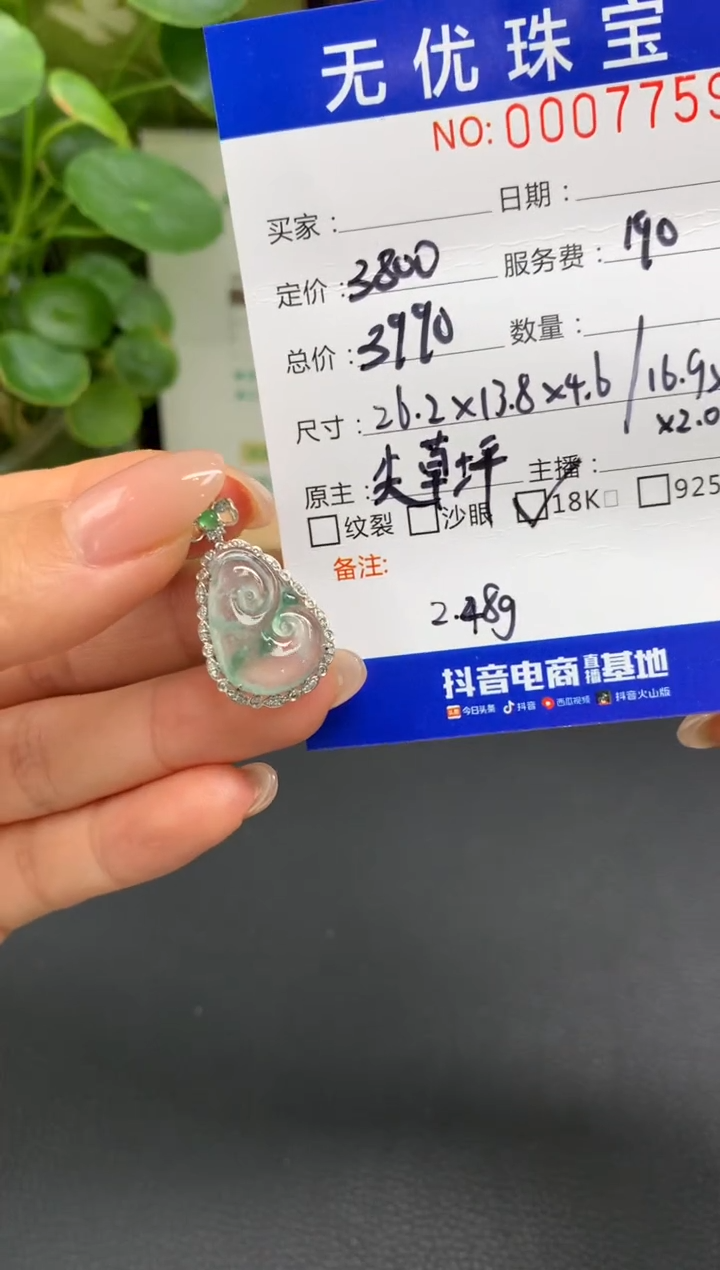 无优珠宝
NO:0007759
买家： 日期：
定价：3800 服务费：190
总价：3990 数量：
尺寸：26.2×13.8×4.6/16.9×
×2.0
原主：尖草坪 主播：
□纹裂 □沙眼 ☑18K□ □925
备注：
2.48g
抖音电商直播基地
今日头条 抖音 西瓜视频 抖音火山版